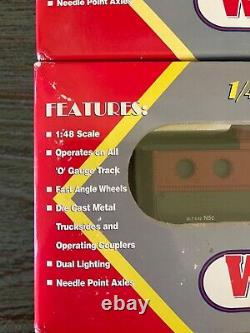 Needle Point Axles
W
FEATURES:
1/4
1:48 Scale
Operates on All
'O' Gauge Track
Fast Angle Wheels
Die Cast Metal
Trucksides and
Operating Couplers
Dual Lighting
Needle Point Axles
N5c
W